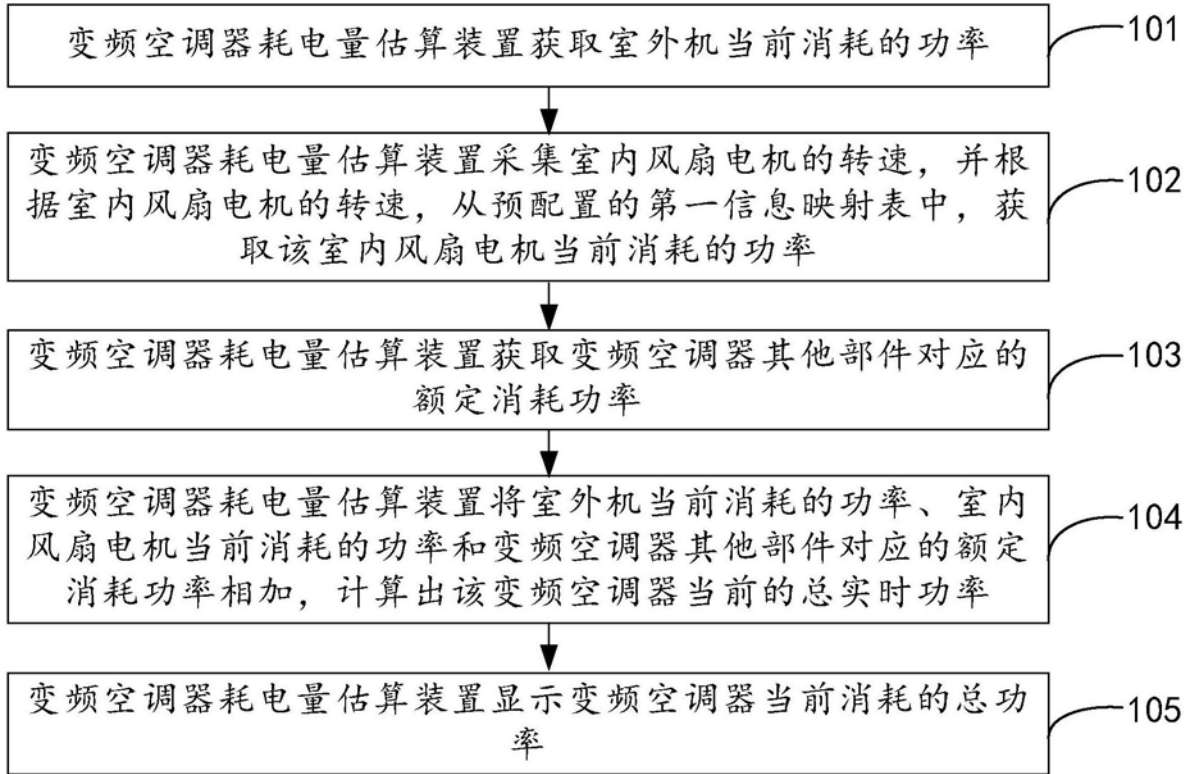 变频空调器耗电量估算装置获取室外机当前消耗的功率
101
变频空调器耗电量估算装置采集室内风扇电机的转速，并根
据室内风扇电机的转速，从预配置的第一信息映射表中，获
取该室内风扇电机当前消耗的功率
102
变频空调器耗电量估算装置获取变频空调器其他部件对应的
额定消耗功率
103
变频空调器耗电量估算装置将室外机当前消耗的功率、室内
风扇电机当前消耗的功率和变频空调器其他部件对应的额定
消耗功率相加，计算出该变频空调器当前的总实时功率
104
变频空调器耗电量估算装置显示变频空调器当前消耗的总功
率
105